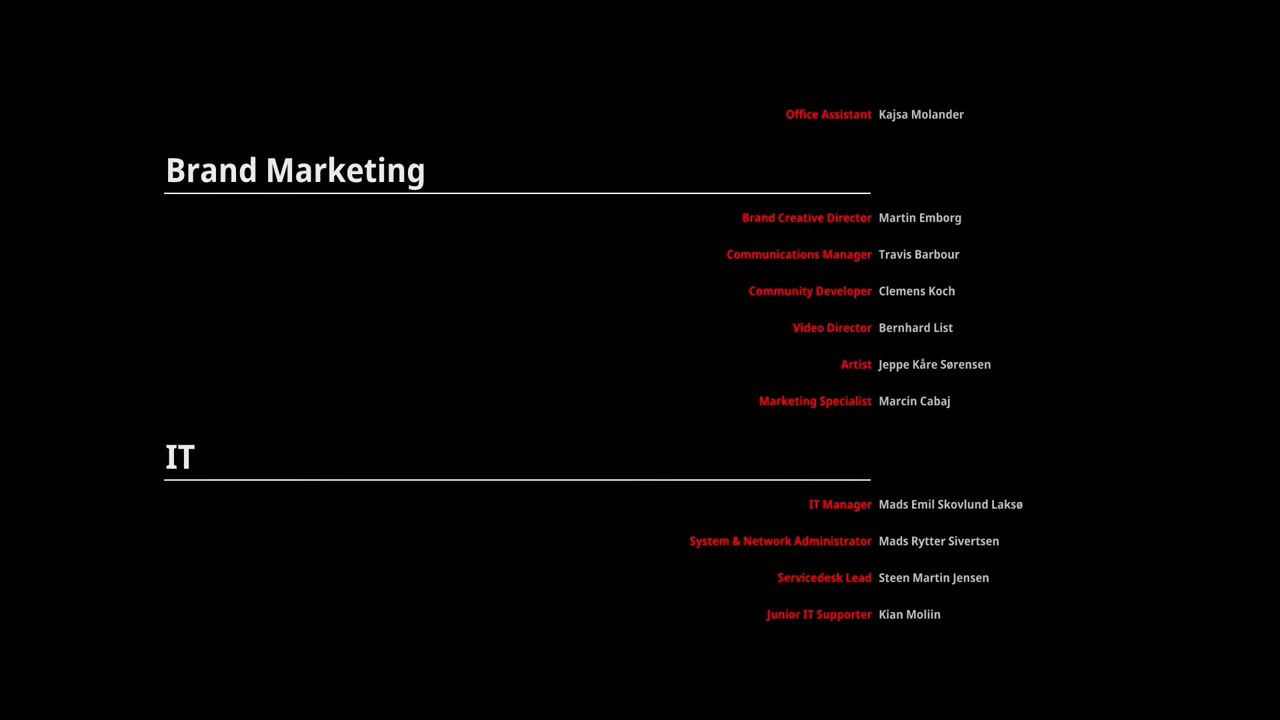 Office Assistant Kajsa Molander
Brand Marketing
Brand Creative Director Martin Emborg
Communications Manager Travis Barbour
Community Developer Clemens Koch
Video Director Bernhard List
Artist Jeppe Kåre Sørensen
Marketing Specialist Marcin Cabaj
IT
IT Manager Mads Emil Skovlund Laksø
System & Network Administrator Mads Rytter Sivertsen
Servicedesk Lead Steen Martin Jensen
Junior IT Supporter Kian Moliin